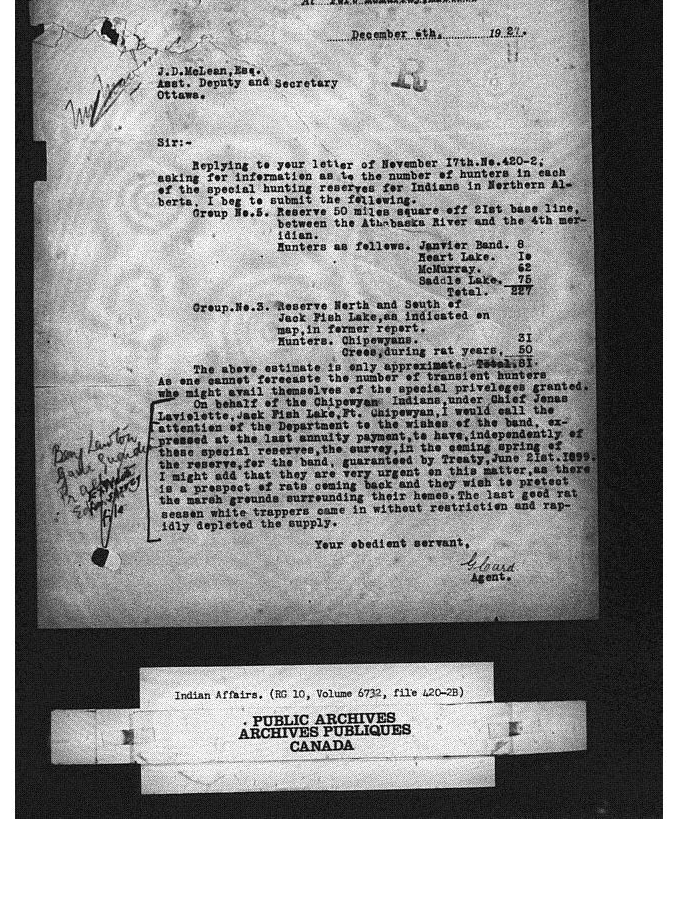 December 6th, 1927.
R
J.D.McLean,Esq.
Asst. Deputy and Secretary
Ottawa.
Sir:-
Replying to your letter of November I7th.No.420-2,
asking for information as to the number of hunters in each
of the special hunting reserves for Indians in Northern Al-
berta, I beg to submit the following.
Group No.5. Reserve 50 miles square off 2Ist base line,
between the Athabaska River and the 4th mer-
idian.
Hunters as follows. Janvier Band. 8
Heart Lake. Io
McMurray. 62
Saddle Lake. 75
Total. 227
Group.No.3. Reserve North and South of
Jack Fish Lake,as indicated on
map,in former report.
Hunters. Chipewyans. 3I
Crees,during rat years, 50
The above estimate is only approximate. Total.8I.
As one cannot forecaste the number of transient hunters
who might avail themselves of the special priveleges granted.
On behalf of the Chipewyan Indians,under Chief Jonas
Laviolette,Jack Fish Lake,Ft. Chipewyan,I would call the
attention of the Department to the wishes of the band, ex-
pressed at the last annuity payment,to have,independently of
these special reserves,the survey,in the coming spring of
the reserve,for the band, guaranteed by Treaty,June 2Ist.I899.
I might add that they are very urgent on this matter,as there
is a prospect of rats coming back and they wish to protect
the marsh grounds surrounding their homes.The last good rat
season white trappers came in without restriction and rap-
idly depleted the supply.
Your obedient servant,
Card
Agent.
Indian Affairs. (RG 10, Volume 6732, file 420-2B)
PUBLIC ARCHIVES
ARCHIVES PUBLIQUES
CANADA